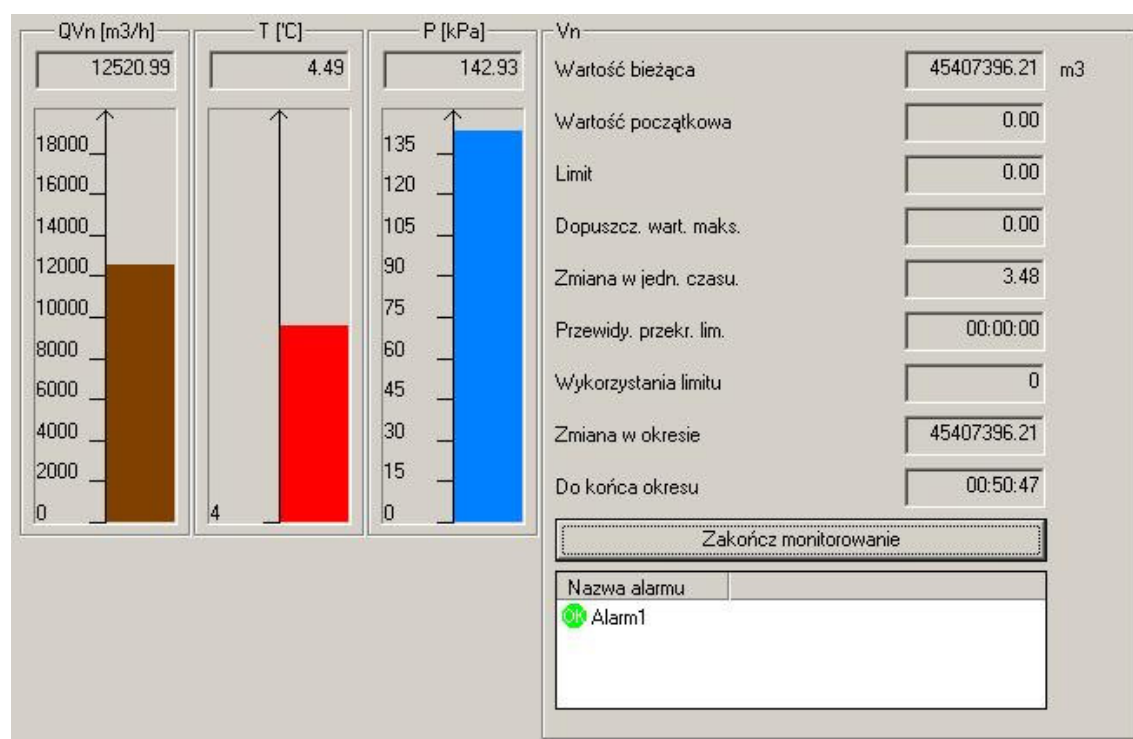 QVn [m3/h]
12520.99
18000
16000
14000
12000
10000
8000
6000
4000
2000
0
T ['C]
4.49
4
P [kPa]
142.93
135
120
105
90
75
60
45
30
15
0
Vn
Wartość bieżąca 45407396.21 m3
Wartość początkowa 0.00
Limit 0.00
Dopuszcz. wart. maks. 0.00
Zmiana w jedn. czasu. 3.48
Przewidy. przekr. lim. 00:00:00
Wykorzystania limitu 0
Zmiana w okresie 45407396.21
Do końca okresu 00:50:47
Zakończ monitorowanie
Nazwa alarmu
OK Alarm1